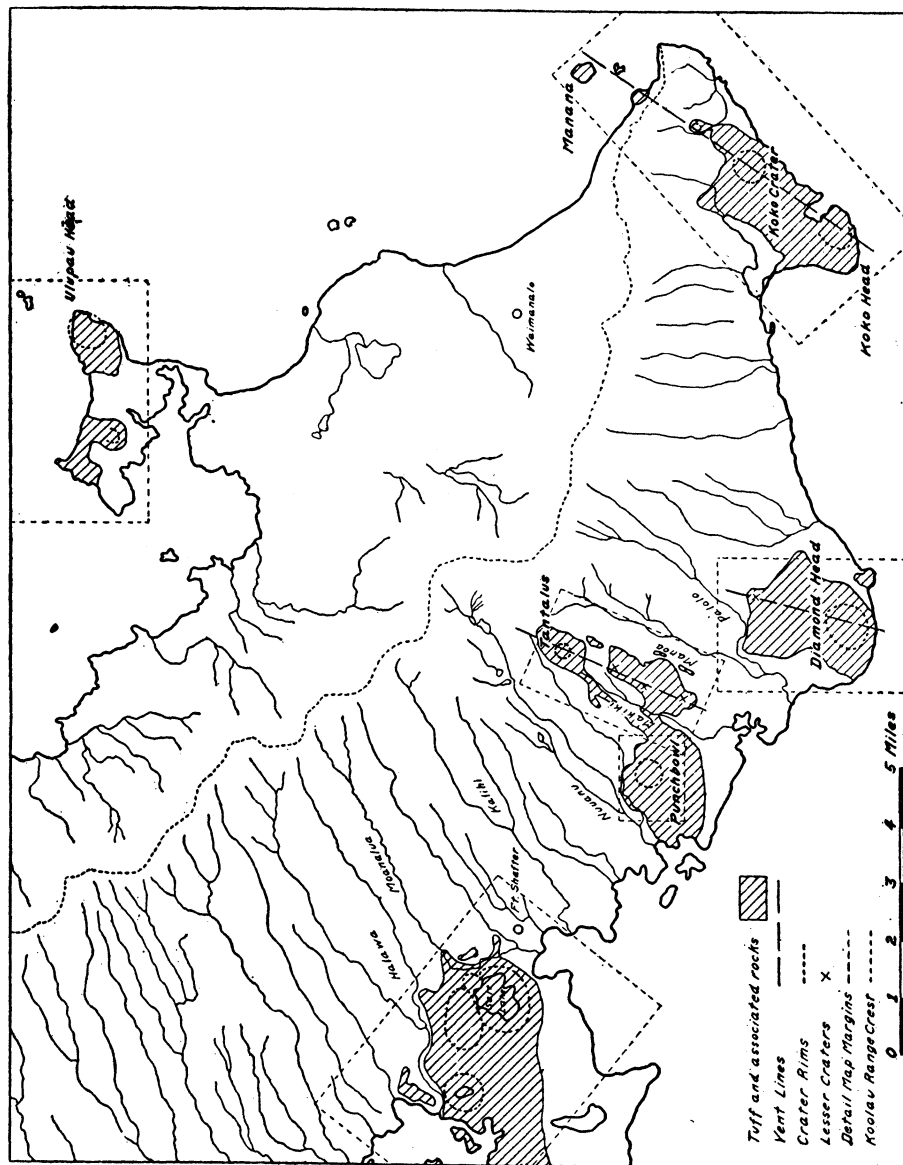 Ulupau Head
Manana
Waimanalo
Koko Crater
Koko Head
Tantalus
Palolo
Manoa
Makiki
Diamond Head
Punchbowl
Nuuanu
Kalihi
Ft. Shafter
Moanalua
Halawa
Salt
Lake
Tuff and associated rocks
Vent Lines
Crater Rims
Lesser Craters x
Detail Map Margins
Koolau Range Crest
0 1 2 3 4 5 Miles